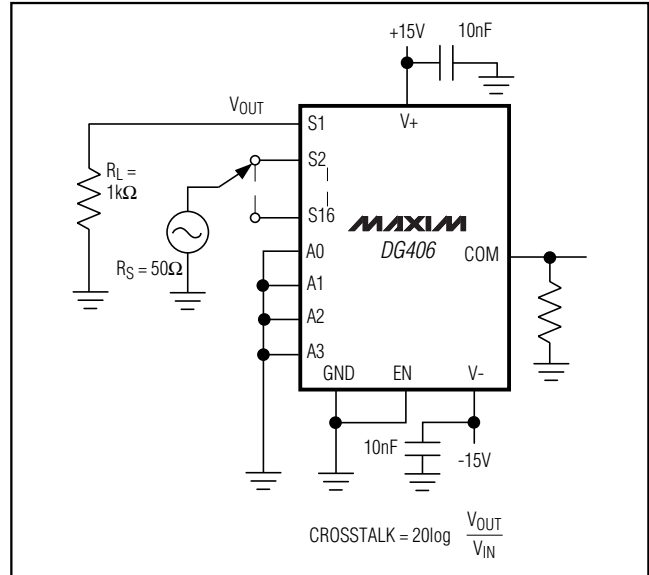 +15V
10nF
VOUT
V+
S1
S2
S16
RL =
1kΩ
RS = 50Ω
MAXIM
DG406
COM
A0
A1
A2
A3
GND
EN
V-
10nF
-15V
CROSSTALK = 20log VOUT
VIN